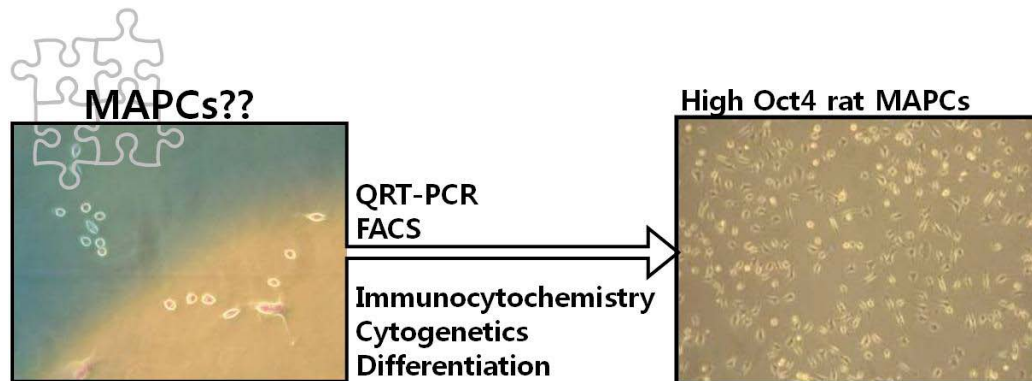 MAPCs??
High Oct4 rat MAPCs
QRT-PCR
FACS
Immunocytochemistry
Cytogenetics
Differentiation